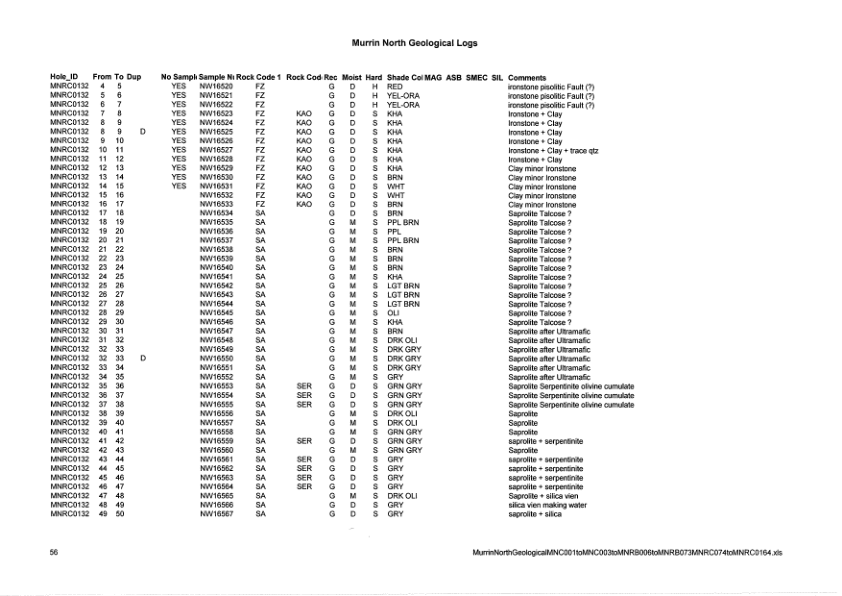 Murrin North Geological Logs
Hole_ID From To Dup No Sampl Sample N Rock Code 1 Rock Cod Rec Moist Hard Shade Col MAG ASB SMEC SIL Comments
MNRC0132 4 5 YES NW16520 FZ G D H RED ironstone pisolitic Fault (?)
MNRC0132 5 6 YES NW16521 FZ G D H YEL-ORA ironstone pisolitic Fault (?)
MNRC0132 6 7 YES NW16522 FZ G D H YEL-ORA ironstone pisolitic Fault (?)
MNRC0132 7 8 YES NW16523 FZ KAO G D S KHA Ironstone + Clay
MNRC0132 8 9 YES NW16524 FZ KAO G D S KHA Ironstone + Clay
MNRC0132 8 9 D YES NW16525 FZ KAO G D S KHA Ironstone + Clay
MNRC0132 9 10 YES NW16526 FZ KAO G D S KHA Ironstone + Clay
MNRC0132 10 11 YES NW16527 FZ KAO G D S KHA Ironstone + Clay + trace qtz
MNRC0132 11 12 YES NW16528 FZ KAO G D S KHA Ironstone + Clay
MNRC0132 12 13 YES NW16529 FZ KAO G D S KHA Clay minor Ironstone
MNRC0132 13 14 YES NW16530 FZ KAO G D S BRN Clay minor Ironstone
MNRC0132 14 15 YES NW16531 FZ KAO G D S WHT Clay minor Ironstone
MNRC0132 15 16 NW16532 FZ KAO G D S WHT Clay minor Ironstone
MNRC0132 16 17 NW16533 FZ KAO G D S BRN Clay minor Ironstone
MNRC0132 17 18 NW16534 SA G D S BRN Saprolite Talcose ?
MNRC0132 18 19 NW16535 SA G M S PPL BRN Saprolite Talcose ?
MNRC0132 19 20 NW16536 SA G M S PPL Saprolite Talcose ?
MNRC0132 20 21 NW16537 SA G M S PPL BRN Saprolite Talcose ?
MNRC0132 21 22 NW16538 SA G M S BRN Saprolite Talcose ?
MNRC0132 22 23 NW16539 SA G M S BRN Saprolite Talcose ?
MNRC0132 23 24 NW16540 SA G M S BRN Saprolite Talcose ?
MNRC0132 24 25 NW16541 SA G M S KHA Saprolite Talcose ?
MNRC0132 25 26 NW16542 SA G M S LGT BRN Saprolite Talcose ?
MNRC0132 26 27 NW16543 SA G M S LGT BRN Saprolite Talcose ?
MNRC0132 27 28 NW16544 SA G M S LGT BRN Saprolite Talcose ?
MNRC0132 28 29 NW16545 SA G M S OLI Saprolite Talcose ?
MNRC0132 29 30 NW16546 SA G M S KHA Saprolite Talcose ?
MNRC0132 30 31 NW16547 SA G M S BRN Saprolite after Ultramafic
MNRC0132 31 32 NW16548 SA G M S DRK OLI Saprolite after Ultramafic
MNRC0132 32 33 NW16549 SA G M S DRK GRY Saprolite after Ultramafic
MNRC0132 32 33 D NW16550 SA G M S DRK GRY Saprolite after Ultramafic
MNRC0132 33 34 NW16551 SA G M S DRK GRY Saprolite after Ultramafic
MNRC0132 34 35 NW16552 SA G M S GRY Saprolite after Ultramafic
MNRC0132 35 36 NW16553 SA SER G D S GRN GRY Saprolite Serpentinite olivine cumulate
MNRC0132 36 37 NW16554 SA SER G D S GRN GRY Saprolite Serpentinite olivine cumulate
MNRC0132 37 38 NW16555 SA SER G D S GRN GRY Saprolite Serpentinite olivine cumulate
MNRC0132 38 39 NW16556 SA G M S DRK OLI Saprolite
MNRC0132 39 40 NW16557 SA G M S DRK OLI Saprolite
MNRC0132 40 41 NW16558 SA G M S GRN GRY Saprolite
MNRC0132 41 42 NW16559 SA SER G D S GRN GRY saprolite + serpentinite
MNRC0132 42 43 NW16560 SA G M S GRN GRY Saprolite
MNRC0132 43 44 NW16561 SA SER G D S GRY saprolite + serpentinite
MNRC0132 44 45 NW16562 SA SER G D S GRY saprolite + serpentinite
MNRC0132 45 46 NW16563 SA SER G D S GRY saprolite + serpentinite
MNRC0132 46 47 NW16564 SA SER G D S GRY saprolite + serpentinite
MNRC0132 47 48 NW16565 SA G M S DRK OLI Saprolite + silica vien
MNRC0132 48 49 NW16566 SA G D S GRY silica vien making water
MNRC0132 49 50 NW16567 SA G D S GRY saprolite + silica
56 MurrinNorthGeologicalMNC001toMNC003toMNRB006toMNRB073MNRC074toMNRC0164.xls